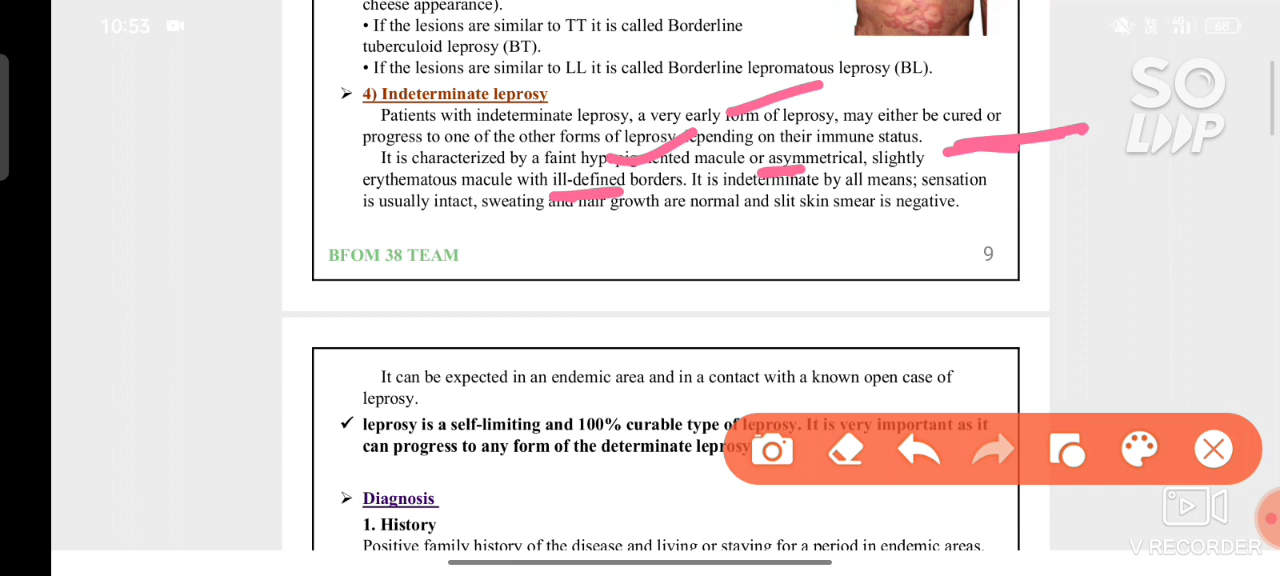 10:53
68
SO
LOOP
cheese appearance).
• If the lesions are similar to TT it is called Borderline
tuberculoid leprosy (BT).
• If the lesions are similar to LL it is called Borderline lepromatous leprosy (BL).
➢ 4) Indeterminate leprosy
Patients with indeterminate leprosy, a very early form of leprosy, may either be cured or
progress to one of the other forms of leprosy depending on their immune status.
It is characterized by a faint hypopigmented macule or asymmetrical, slightly
erythematous macule with ill-defined borders. It is indeterminate by all means; sensation
is usually intact, sweating and hair growth are normal and slit skin smear is negative.
BFOM 38 TEAM
9
It can be expected in an endemic area and in a contact with a known open case of
leprosy.
✓ leprosy is a self-limiting and 100% curable type of leprosy. It is very important as it
can progress to any form of the determinate leprosy
➢ Diagnosis
1. History
Positive family history of the disease and living or staying for a period in endemic areas.
V RECORDER